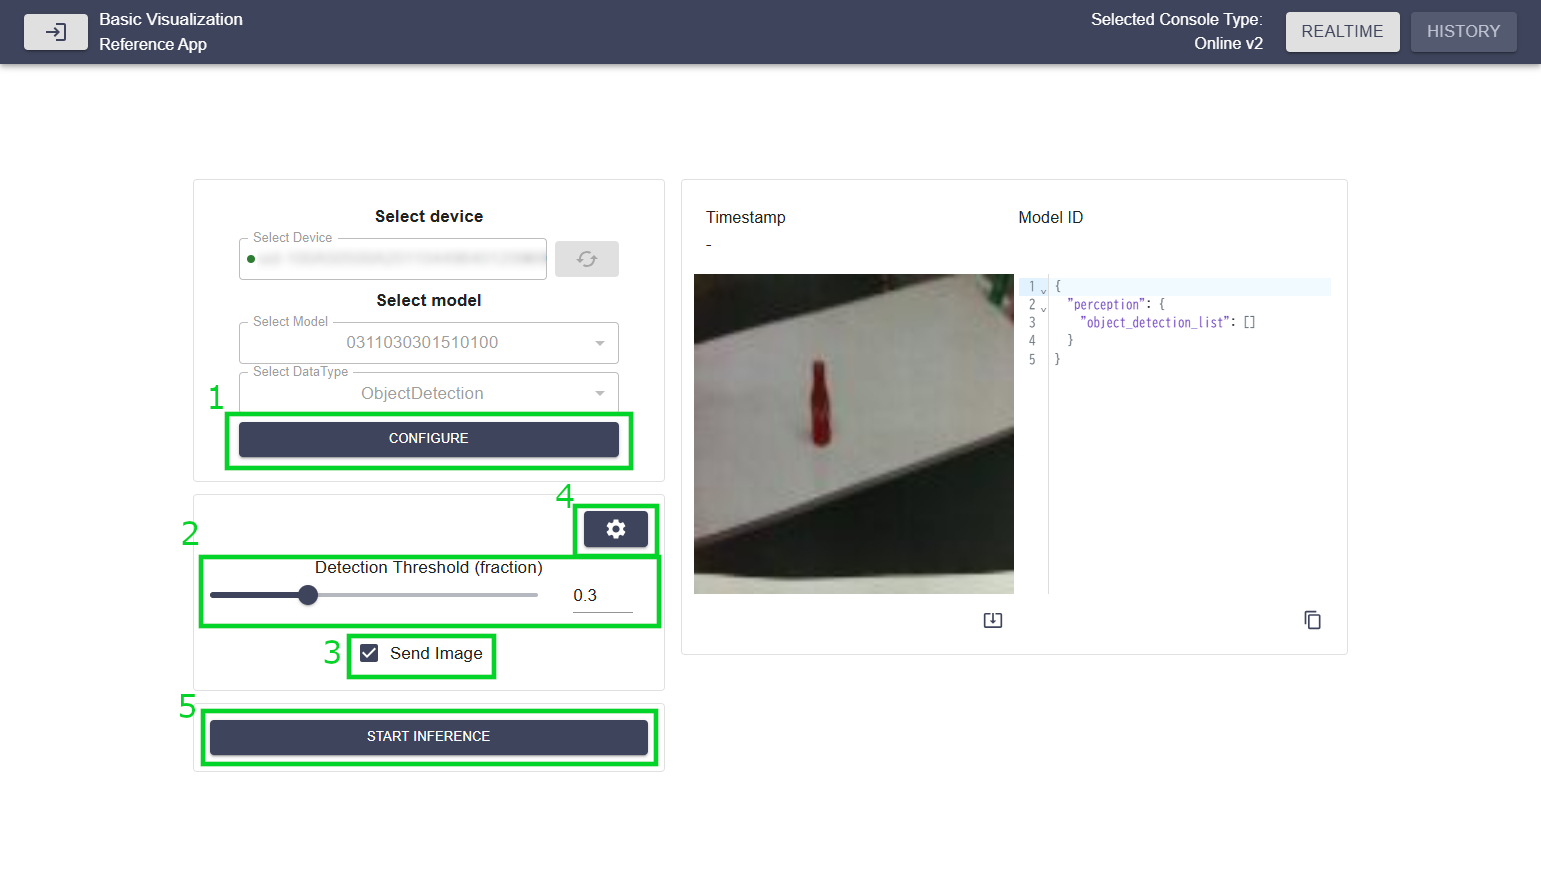 Basic Visualization
Reference App
Selected Console Type:
Online v2
REALTIME
HISTORY
Select device
Select Device
Select model
Select Model
0311030301510100
Select DataType
ObjectDetection
1
CONFIGURE
4
2
Detection Threshold (fraction)
0.3
3
Send Image
5
START INFERENCE
Timestamp
-
Model ID
1 {
2 "perception": {
3 "object_detection_list": []
4 }
5 }